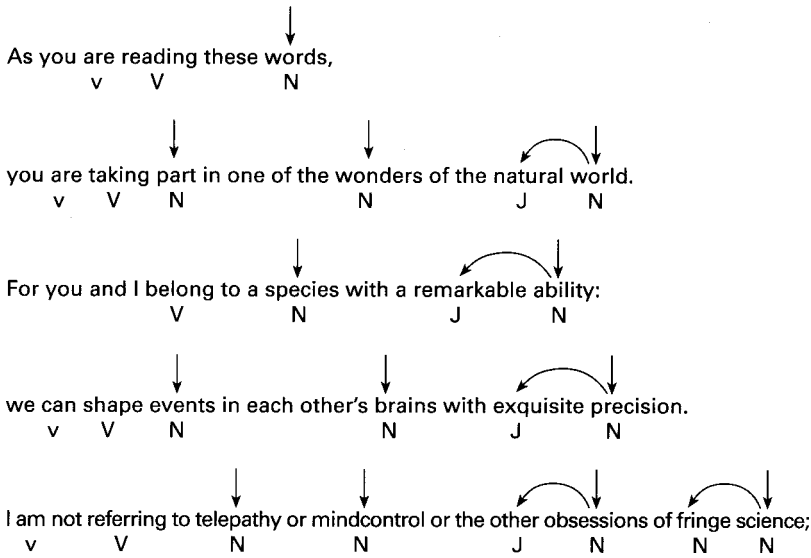 As you are reading these words,
v V N
you are taking part in one of the wonders of the natural world.
v V N N J N
For you and I belong to a species with a remarkable ability:
V N J N
we can shape events in each other's brains with exquisite precision.
v V N N J N
I am not referring to telepathy or mindcontrol or the other obsessions of fringe science;
v V N N J N N N